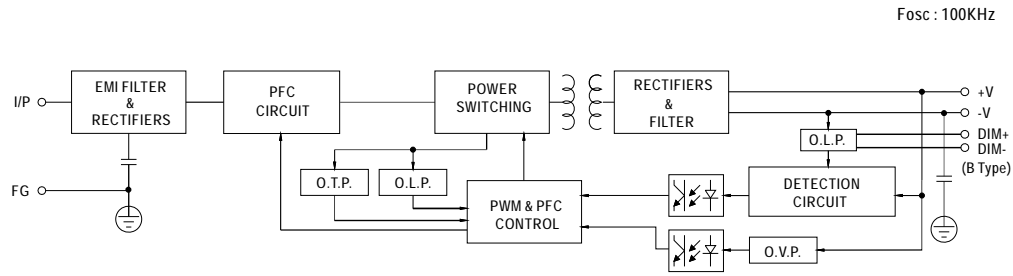 Fosc : 100KHz
I/P
EMI FILTER
&
RECTIFIERS
PFC
CIRCUIT
POWER
SWITCHING
RECTIFIERS
&
FILTER
+V
-V
DIM+
DIM-
(B Type)
O.L.P.
FG
O.T.P.
O.L.P.
PWM & PFC
CONTROL
DETECTION
CIRCUIT
O.V.P.